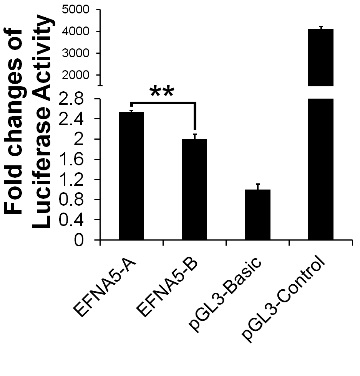 Fold changes of
Luciferase Activity
5000
4000
3000
2000
2.8
2.4
2
1.6
1.2
0.8
0.4
0
**
EFNA5-A
EFNA5-B
pGL3-Basic
pGL3-Control